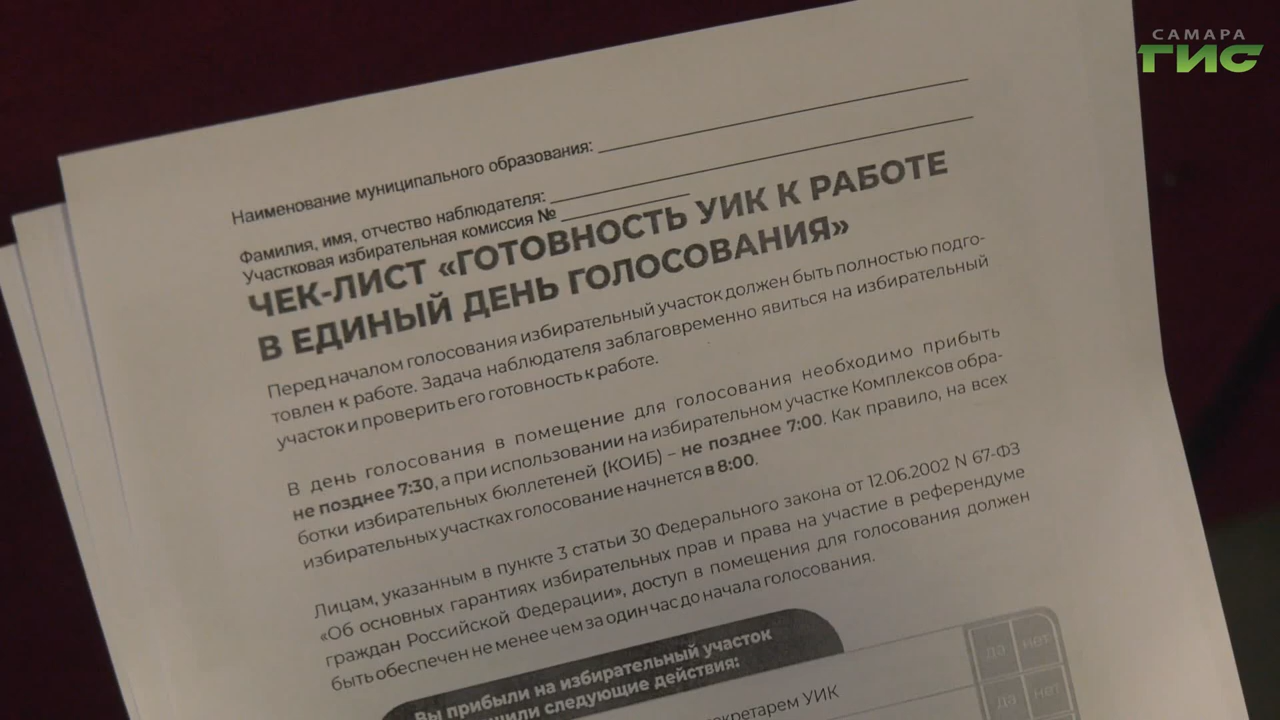 САМАРА
ГИС
Наименование муниципального образования:
Фамилия, имя, отчество наблюдателя:
Участковая избирательная комиссия №
ЧЕК-ЛИСТ «ГОТОВНОСТЬ УИК К РАБОТЕ
В ЕДИНЫЙ ДЕНЬ ГОЛОСОВАНИЯ»
Перед началом голосования избирательный участок должен быть полностью подго-
товлен к работе. Задача наблюдателя заблаговременно явиться на избирательный
участок и проверить его готовность к работе.
В день голосования в помещение для голосования необходимо прибыть
не позднее 7:30, а при использовании на избирательном участке Комплексов обра-
ботки избирательных бюллетеней (КОИБ) – не позднее 7:00. Как правило, на всех
избирательных участках голосование начнется в 8:00.
Лицам, указанным в пункте 3 статьи 30 Федерального закона от 12.06.2002 N 67-ФЗ
«Об основных гарантиях избирательных прав и права на участие в референдуме
граждан Российской Федерации», доступ в помещения для голосования должен
быть обеспечен не менее чем за один час до начала голосования.
Вы прибыли на избирательный участок
следующие действия:
да нет
УИК
да нет